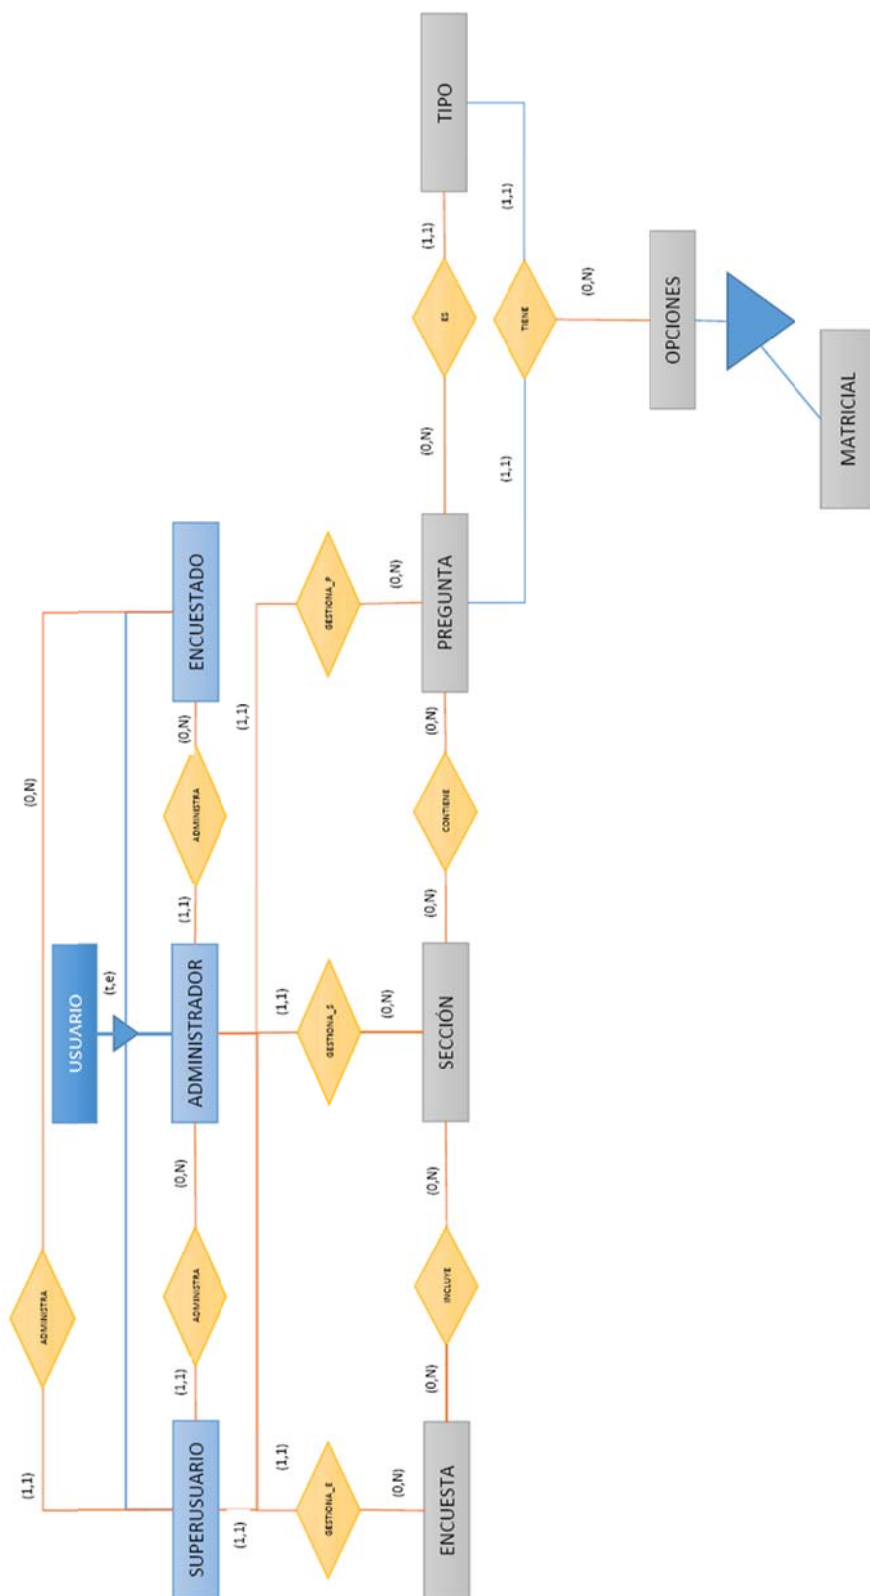 (1,1)
ADMINISTRA
(0,N)
USUARIO
(t,e)
SUPERUSUARIO
(1,1)
ADMINISTRA
(0,N)
ADMINISTRADOR
(1,1)
ADMINISTRA
(0,N)
ENCUESTADO
(1,1)
(1,1)
(1,1)
(1,1)
GESTIONA_E
GESTIONA_S
GESTIONA_P
(0,N)
(0,N)
(0,N)
ENCUESTA
(0,N)
INCLUYE
(0,N)
SECCIÓN
(0,N)
CONTIENE
(0,N)
PREGUNTA
(0,N)
ES
(1,1)
TIPO
(1,1)
TIENE
(1,1)
(0,N)
OPCIONES
MATRICIAL